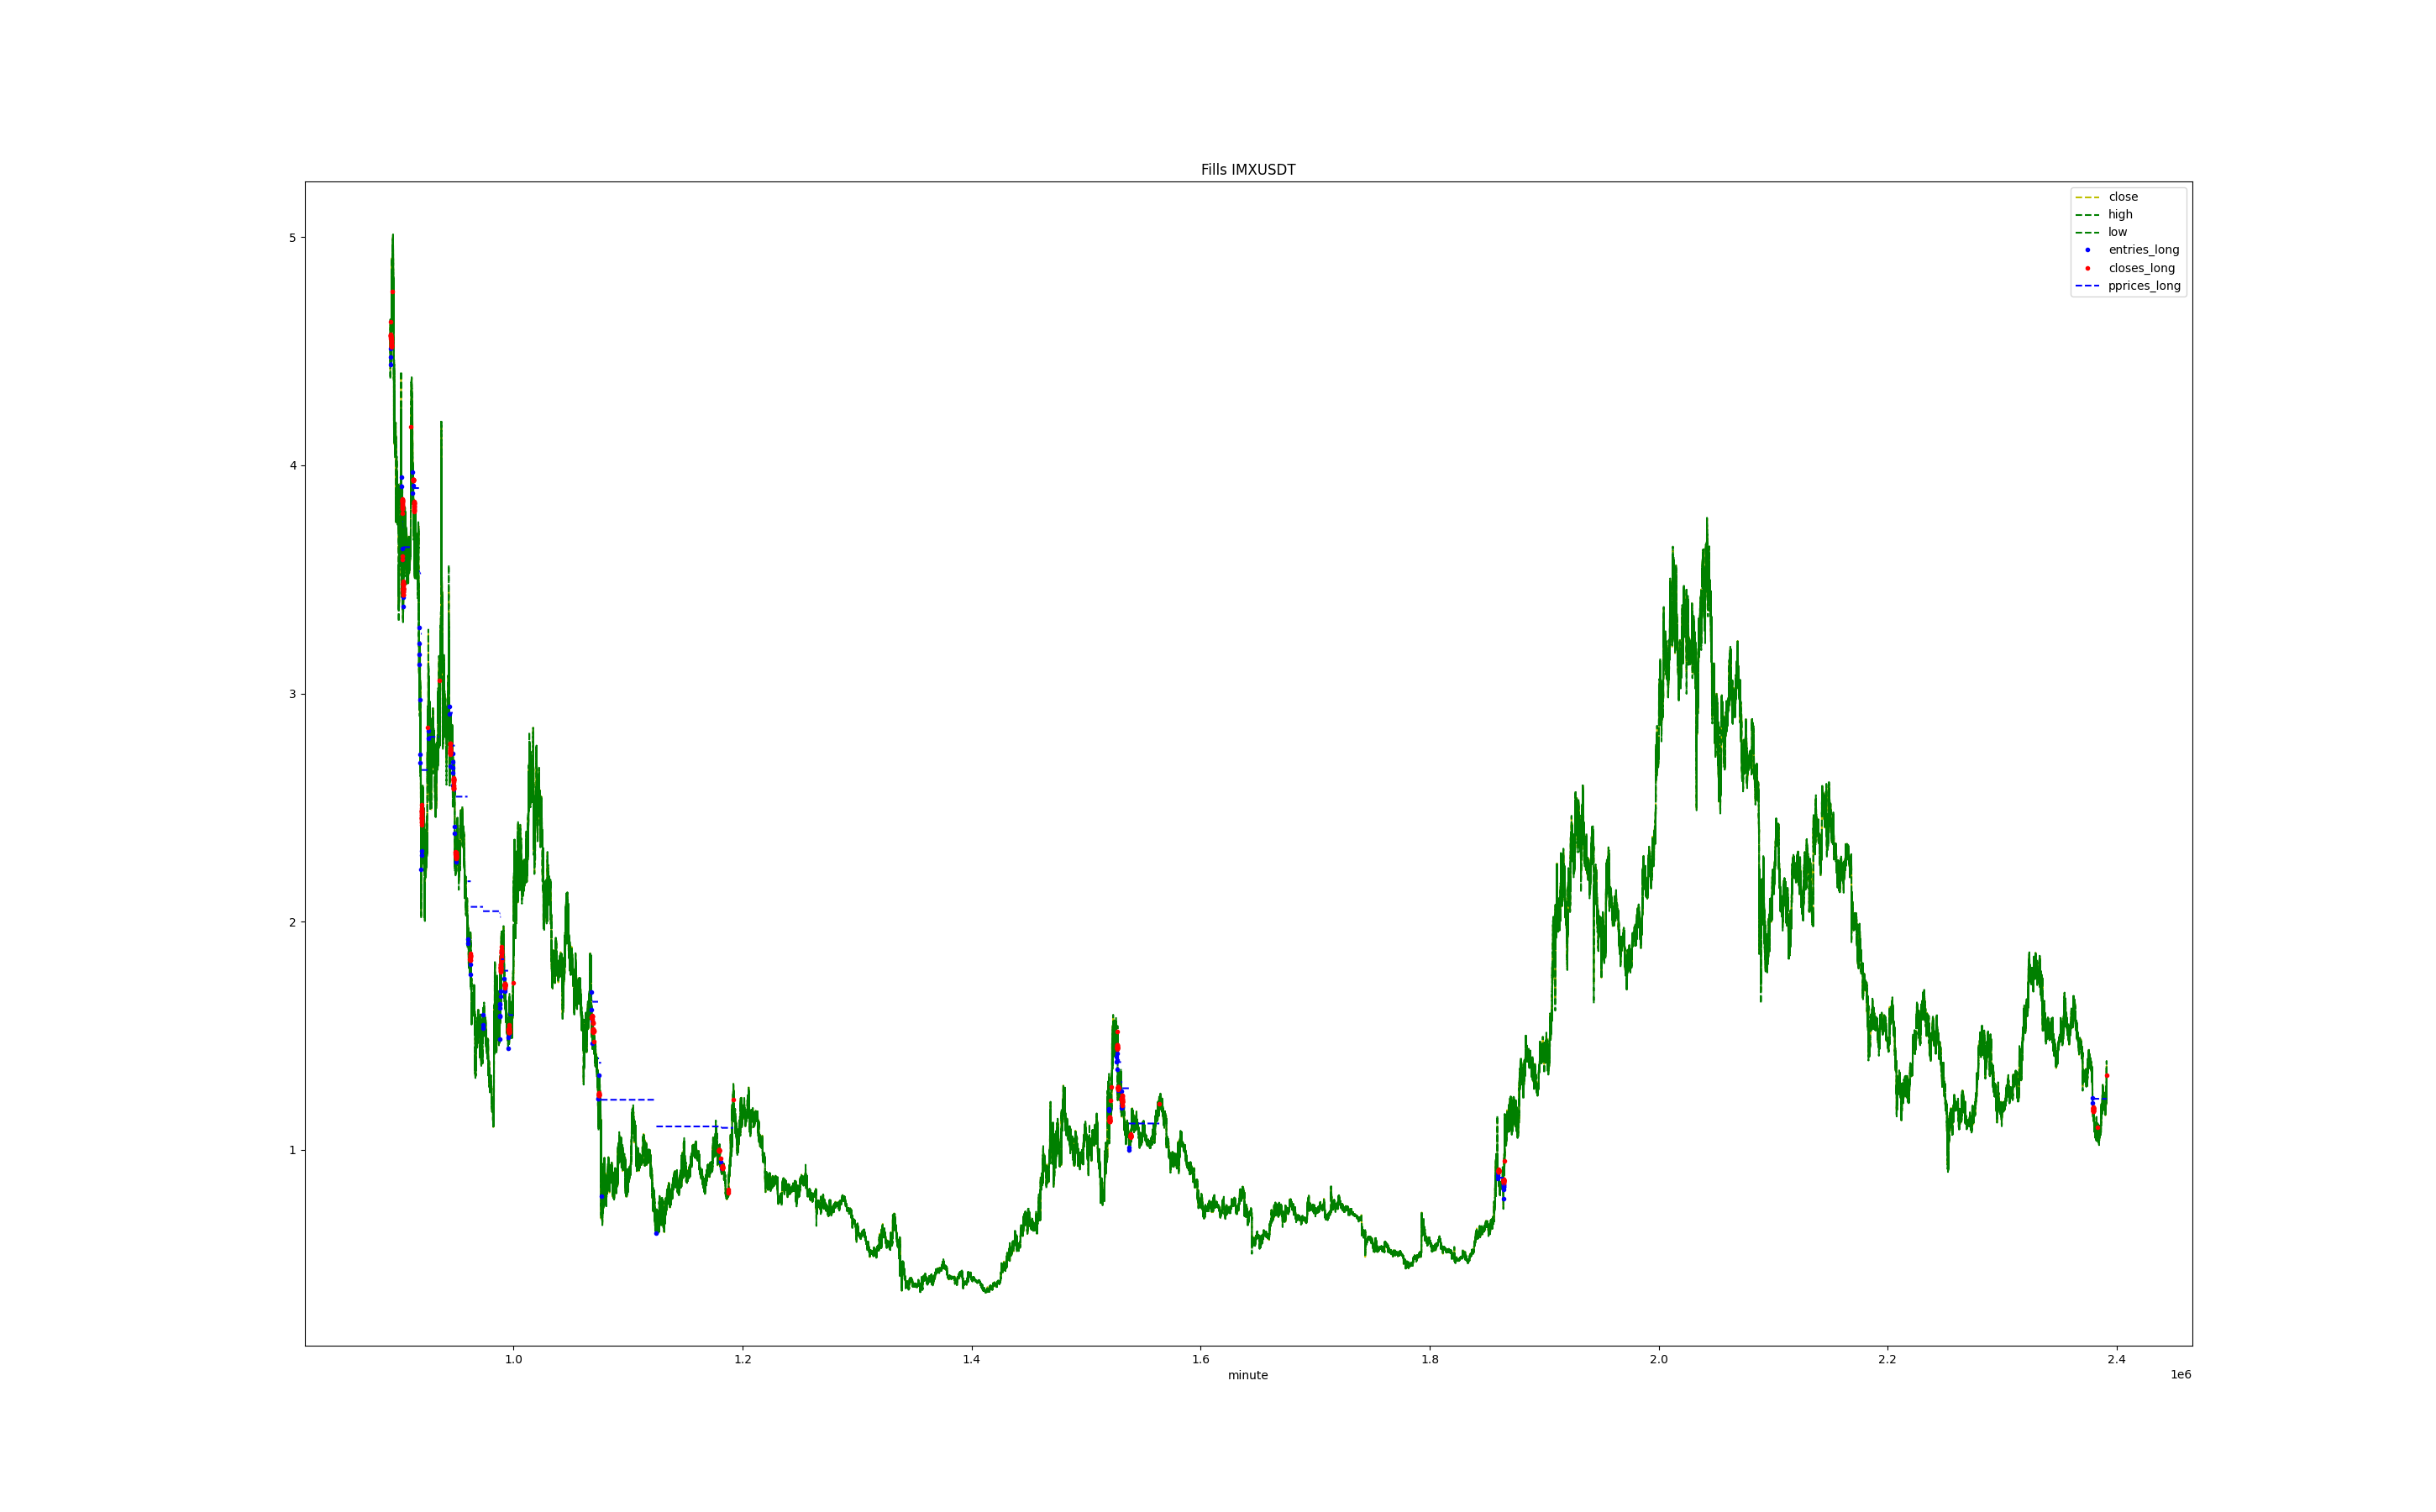 Fills IMXUSDT
close
high
low
entries_long
closes_long
pprices_long
5
4
3
2
1
1.0 1.2 1.4 1.6 1.8 2.0 2.2 2.4
minute
1e6